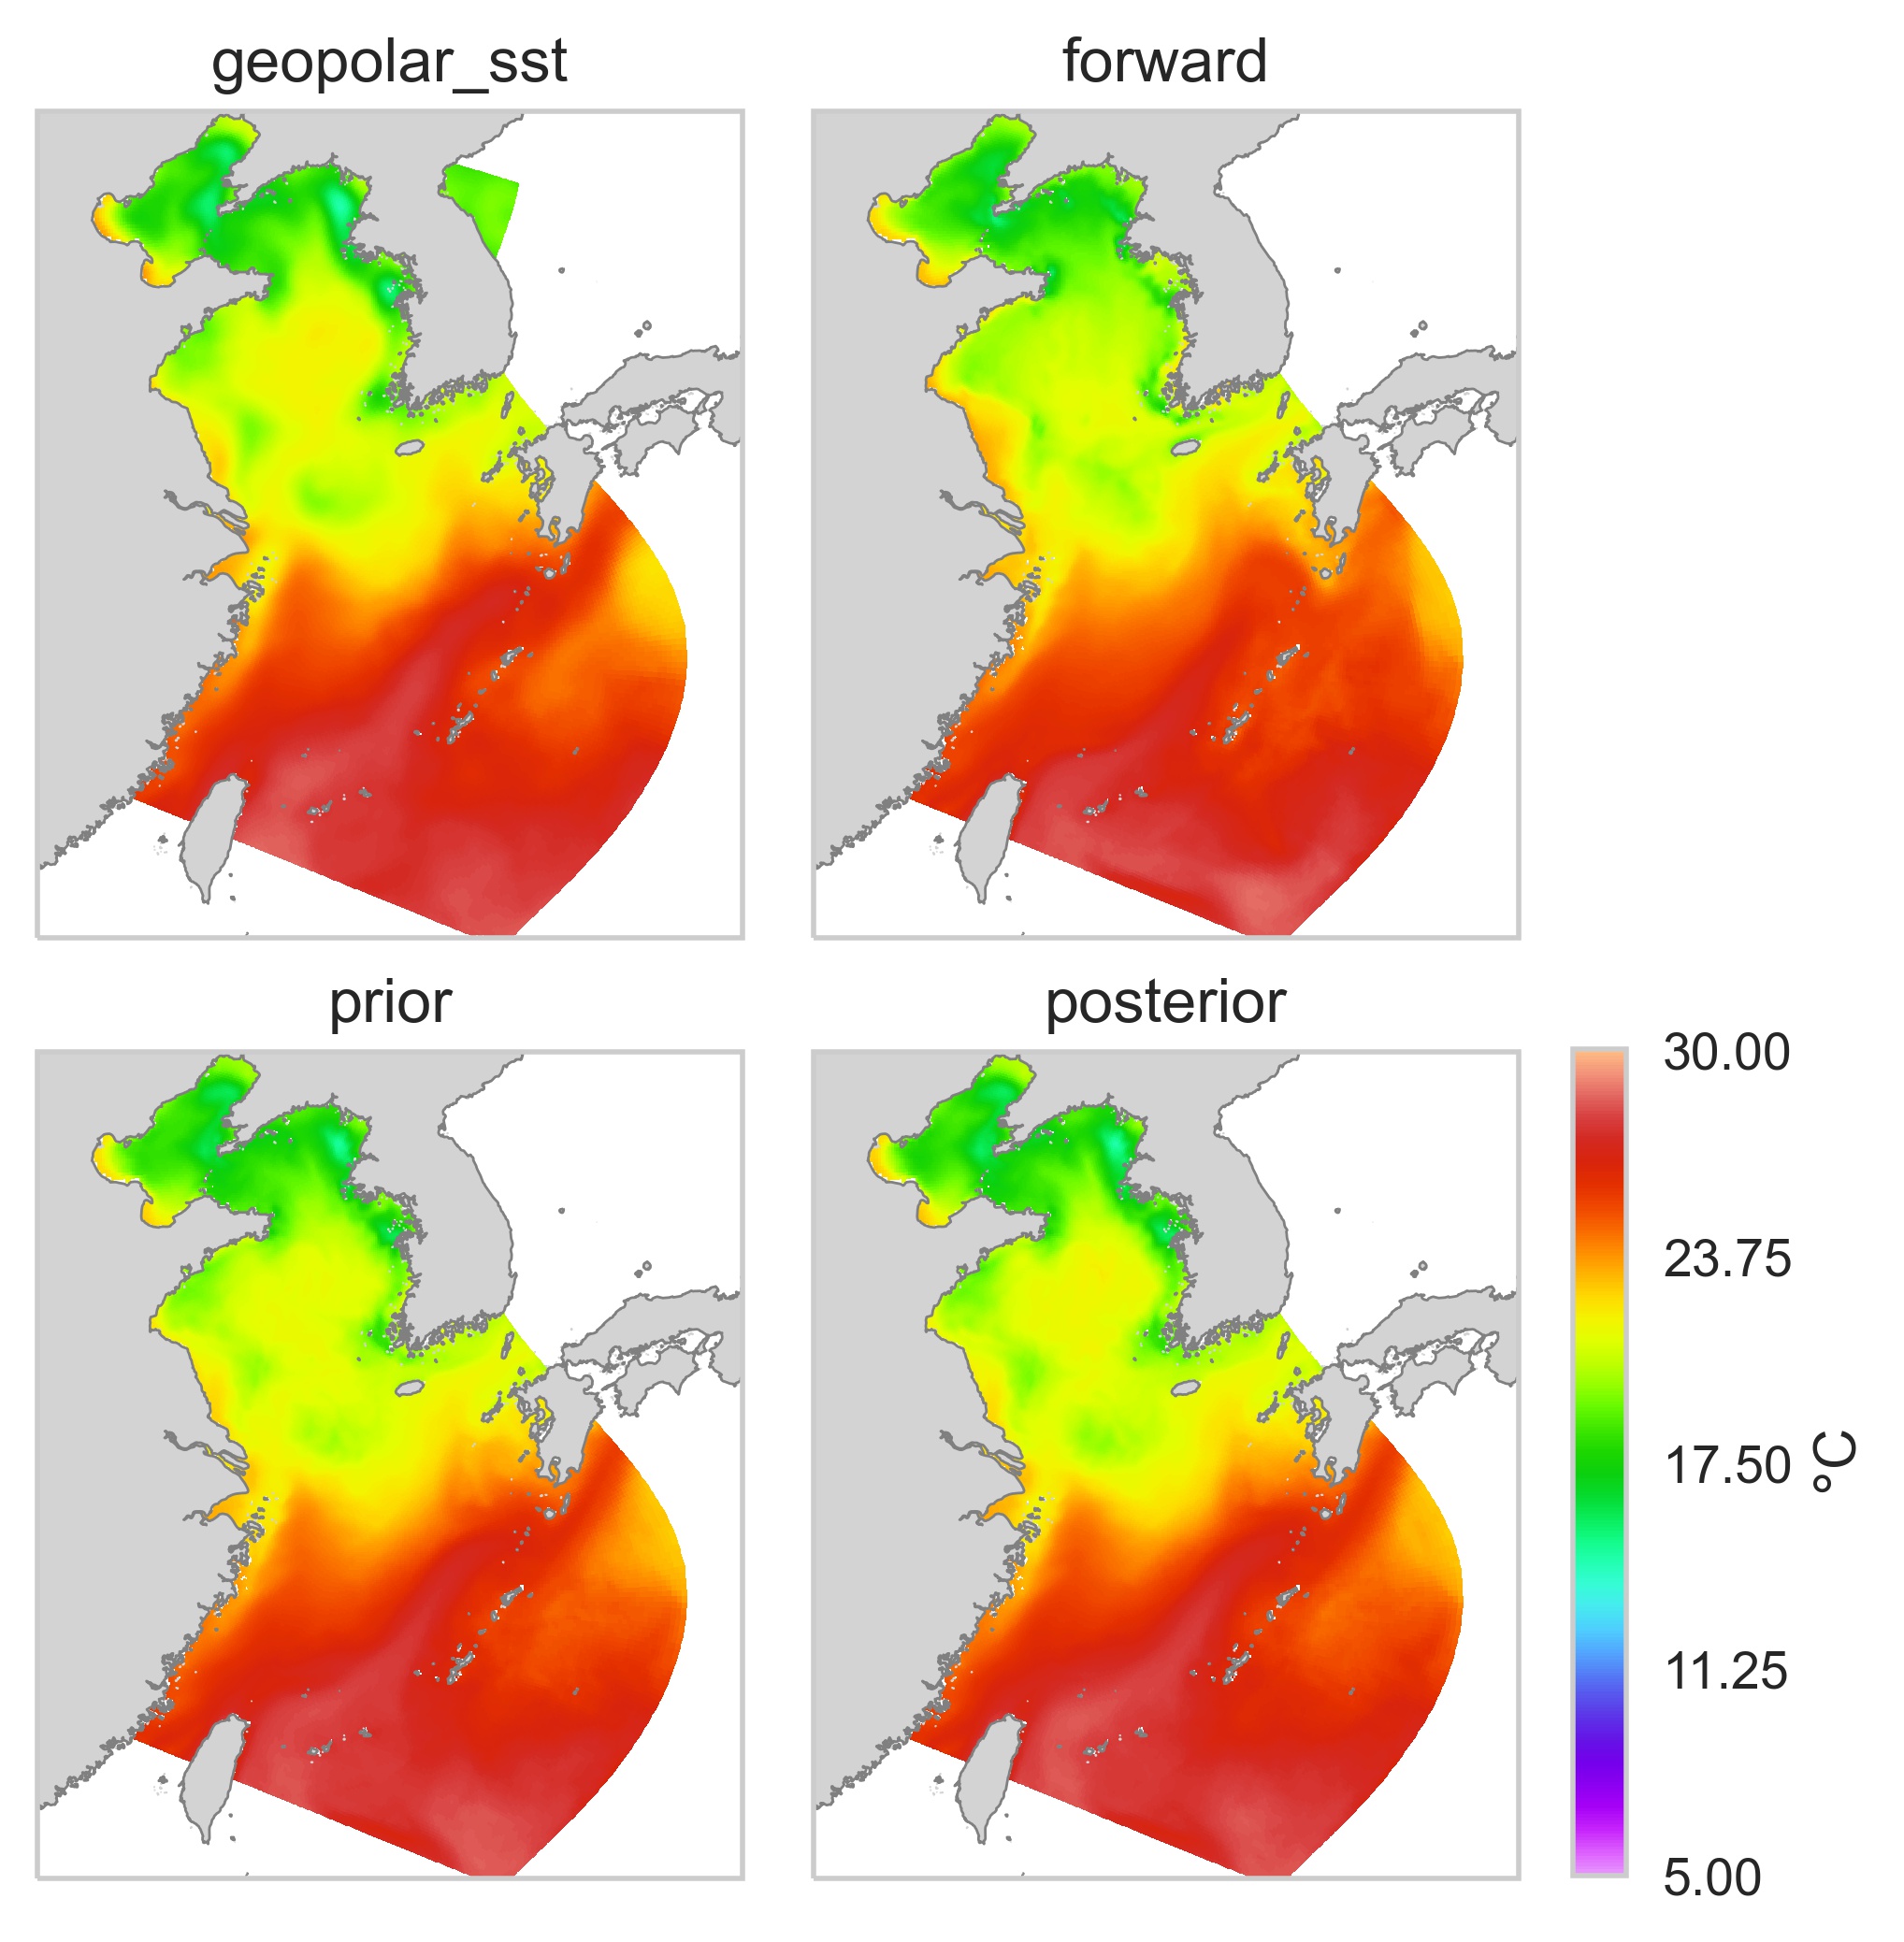 geopolar_sst
forward
prior
posterior
30.00
23.75
17.50
11.25
5.00
°C